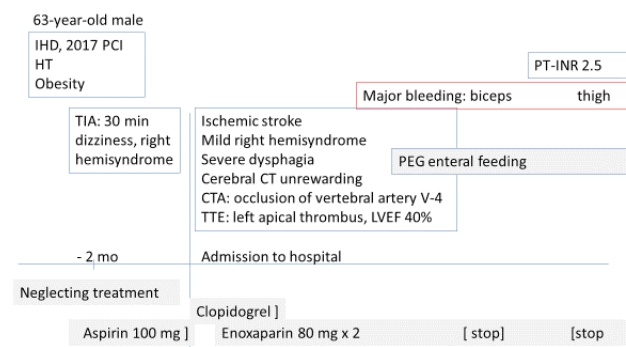 63-year-old male
IHD, 2017 PCI
HT
Obesity
PT-INR 2.5
Major bleeding: biceps thigh
TIA: 30 min
dizziness, right
hemisyndrome
Ischemic stroke
Mild right hemisyndrome
Severe dysphagia
Cerebral CT unrewarding
CTA: occlusion of vertebral artery V-4
TTE: left apical thrombus, LVEF 40%
PEG enteral feeding
- 2 mo
Admission to hospital
Neglecting treatment
Clopidogrel ]
Aspirin 100 mg ] Enoxaparin 80 mg x 2 [ stop] [stop